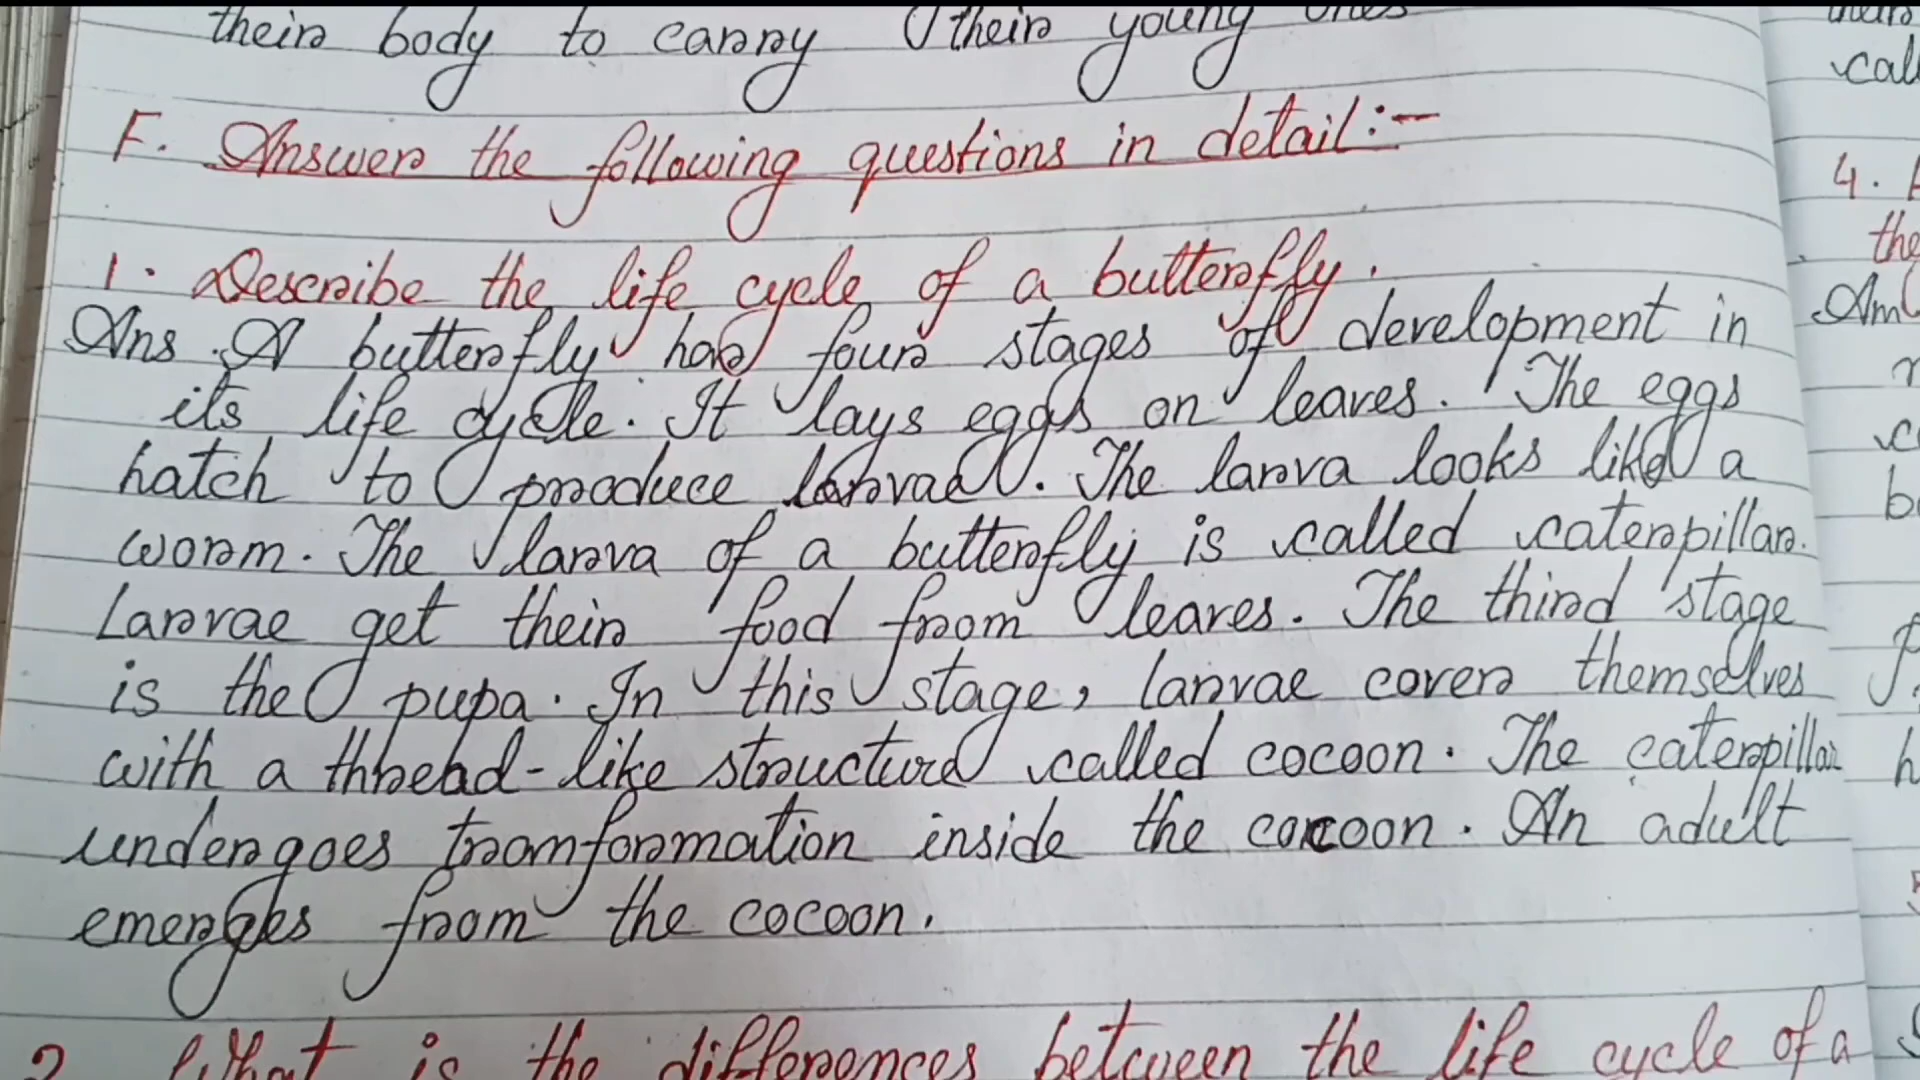 their body to carry their young ones
F. Answer the following questions in detail:-
1. Describe the life cycle of a butterfly.
Ans. A butterfly has four stages of development in
its life cycle. It lays eggs on leaves. The eggs
hatch to produce larvae. The larva looks like a
worm. The larva of a butterfly is called caterpillar.
Larvae get their food from leaves. The third stage
is the pupa. In this stage, larvae cover themselves
with a thread-like structure called cocoon. The caterpillar
undergoes tranformation inside the cocoon. An adult
emerges from the cocoon.
2. What is the differences between the life cycle of a
call
4.
the